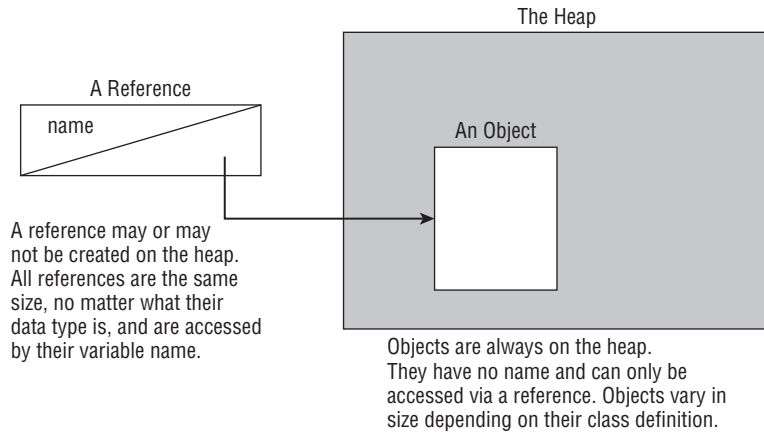 The Heap
A Reference
name
An Object
A reference may or may
not be created on the heap.
All references are the same
size, no matter what their
data type is, and are accessed
by their variable name.
Objects are always on the heap.
They have no name and can only be
accessed via a reference. Objects vary in
size depending on their class definition.